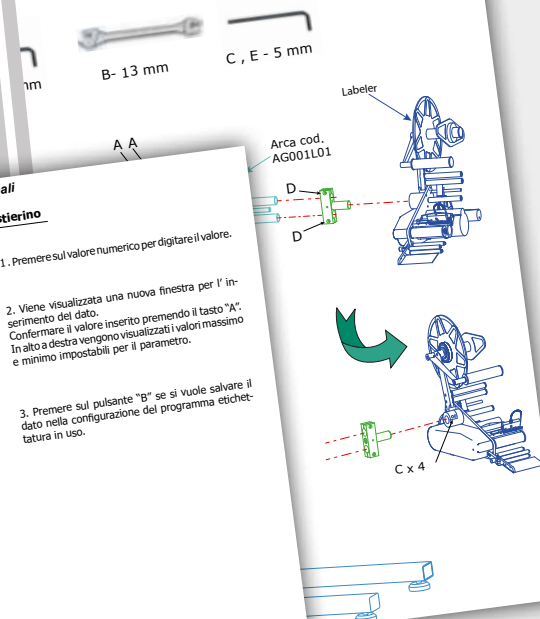 mm
B- 13 mm
C , E - 5 mm
Labeler
A A
Arca cod.
AG001L01
D
D
C x 4
ali
stierino
1 . Premere sul valore numerico per digitare il valore.
2. Viene visualizzata una nuova finestra per l’ in-
serimento del dato.
Confermare il valore inserito premendo il tasto “A”.
In alto a destra vengono visualizzati i valori massimo
e minimo impostabili per il parametro.
3. Premere sul pulsante “B” se si vuole salvare il
dato nella configurazione del programma etichet-
tatura in uso.